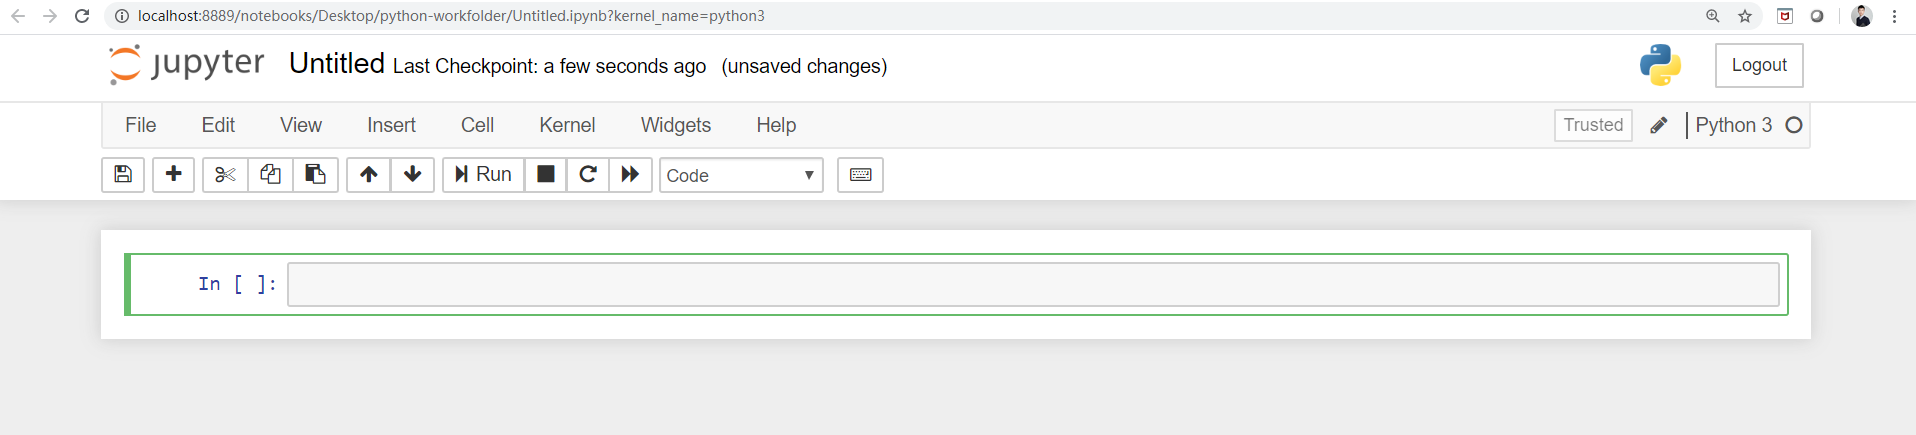 localhost:8889/notebooks/Desktop/python-workfolder/Untitled.ipynb?kernel_name=python3
jupyter Untitled Last Checkpoint: a few seconds ago (unsaved changes) Logout
File Edit View Insert Cell Kernel Widgets Help Trusted Python 3
Run Code
In [ ]: